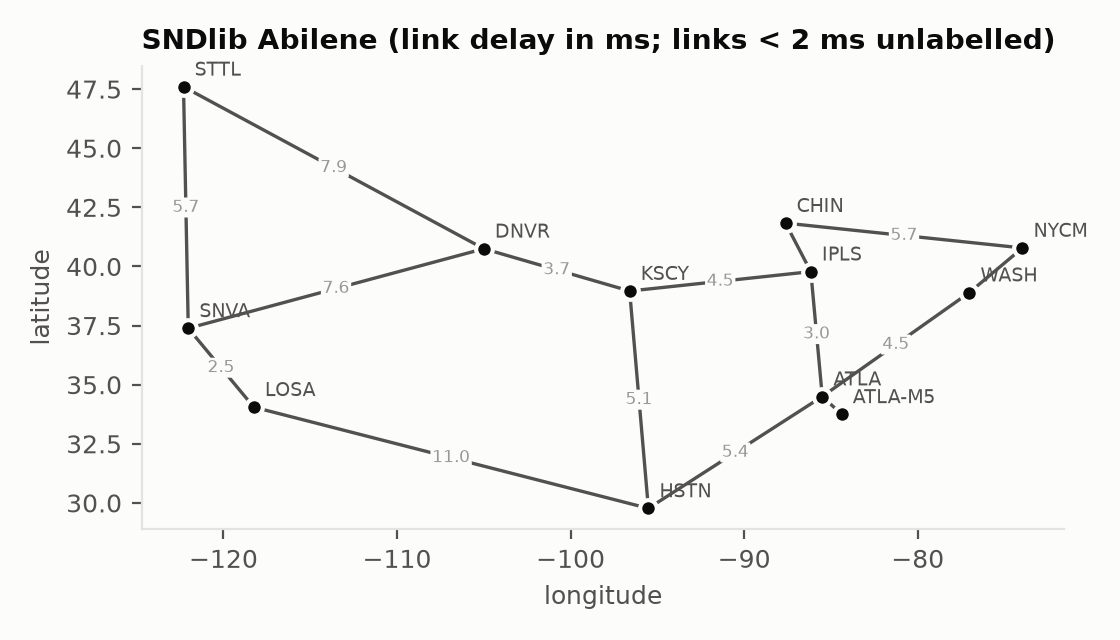 SNDlib Abilene (link delay in ms; links < 2 ms unlabelled)
STTL
47.5
45.0
7.9
42.5
5.7
CHIN
DNVR
5.7
NYCM
40.0
3.7
KSCY
4.5
IPLS
WASH
7.6
37.5
SNVA
3.0
4.5
2.5
35.0
LOSA
5.1
ATLA
ATLA-M5
32.5
11.0
5.4
30.0
HSTN
latitude
−120
−110
−100
−90
−80
longitude